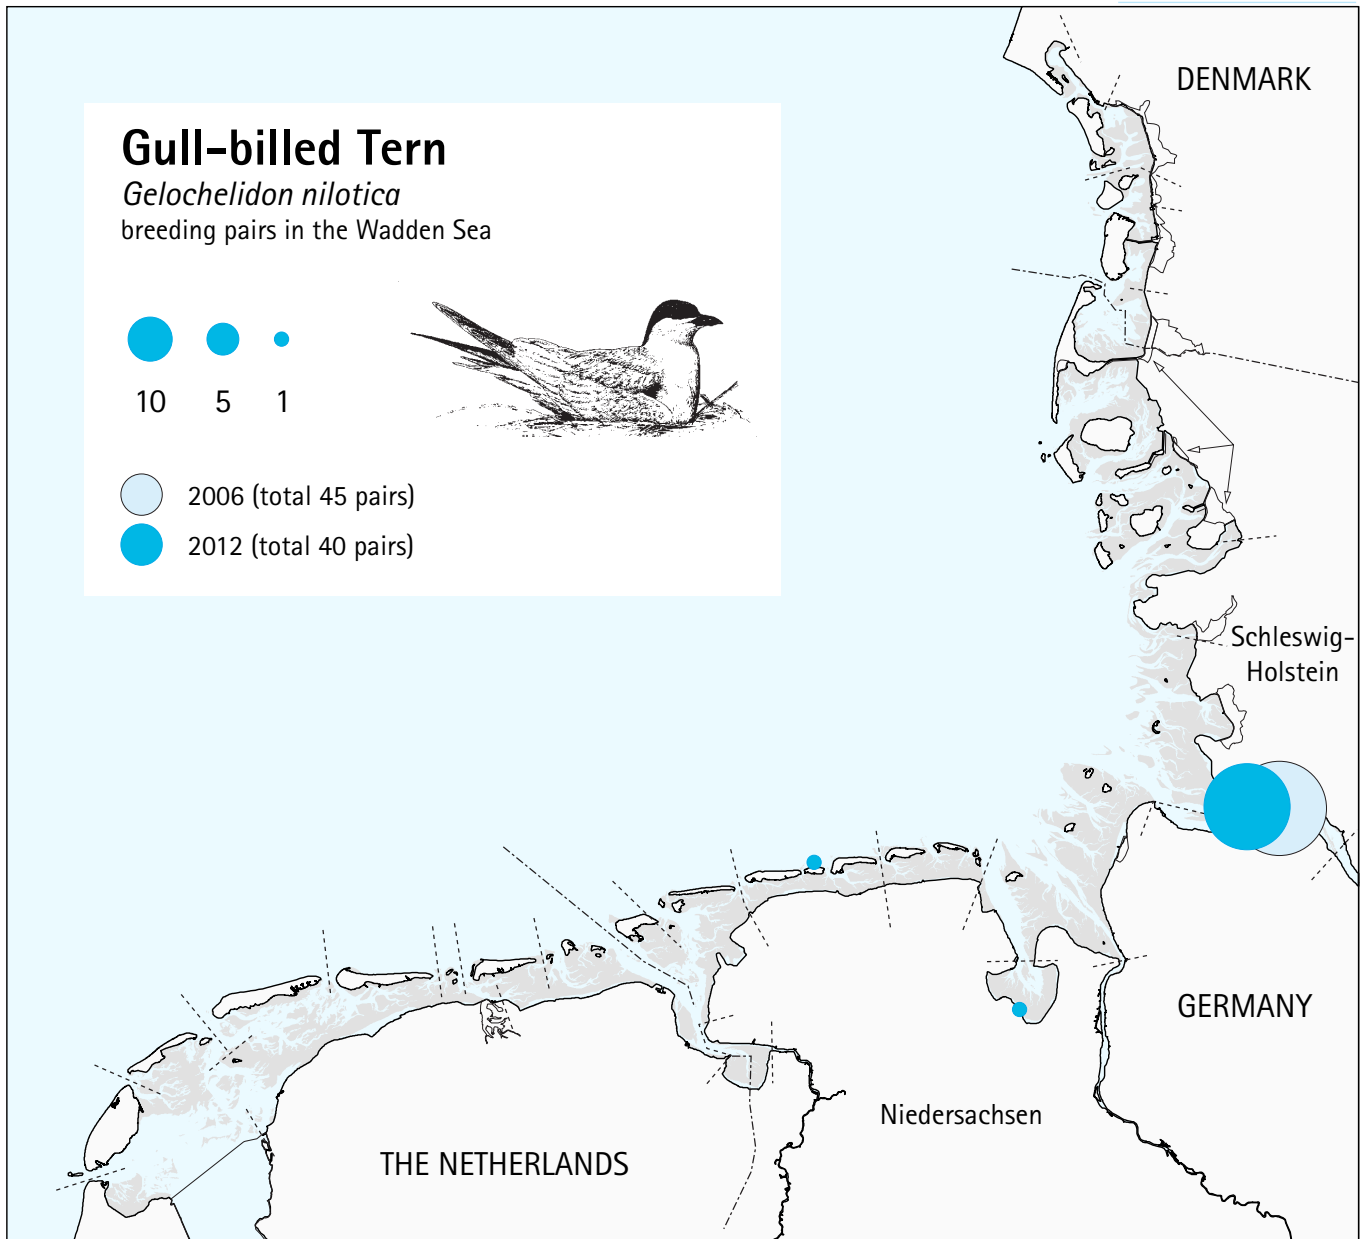 Gull-billed Tern
Gelochelidon nilotica
breeding pairs in the Wadden Sea
10 5 1
2006 (total 45 pairs)
2012 (total 40 pairs)
DENMARK
Schleswig-
Holstein
GERMANY
Niedersachsen
THE NETHERLANDS